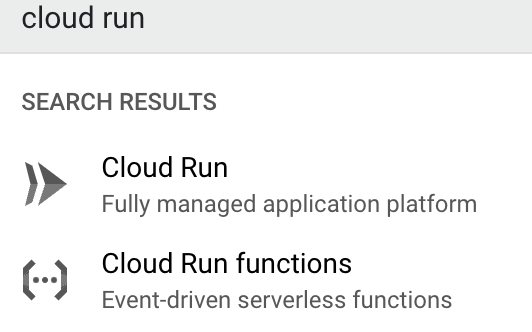 cloud run
SEARCH RESULTS
Cloud Run
Fully managed application platform
Cloud Run functions
Event-driven serverless functions